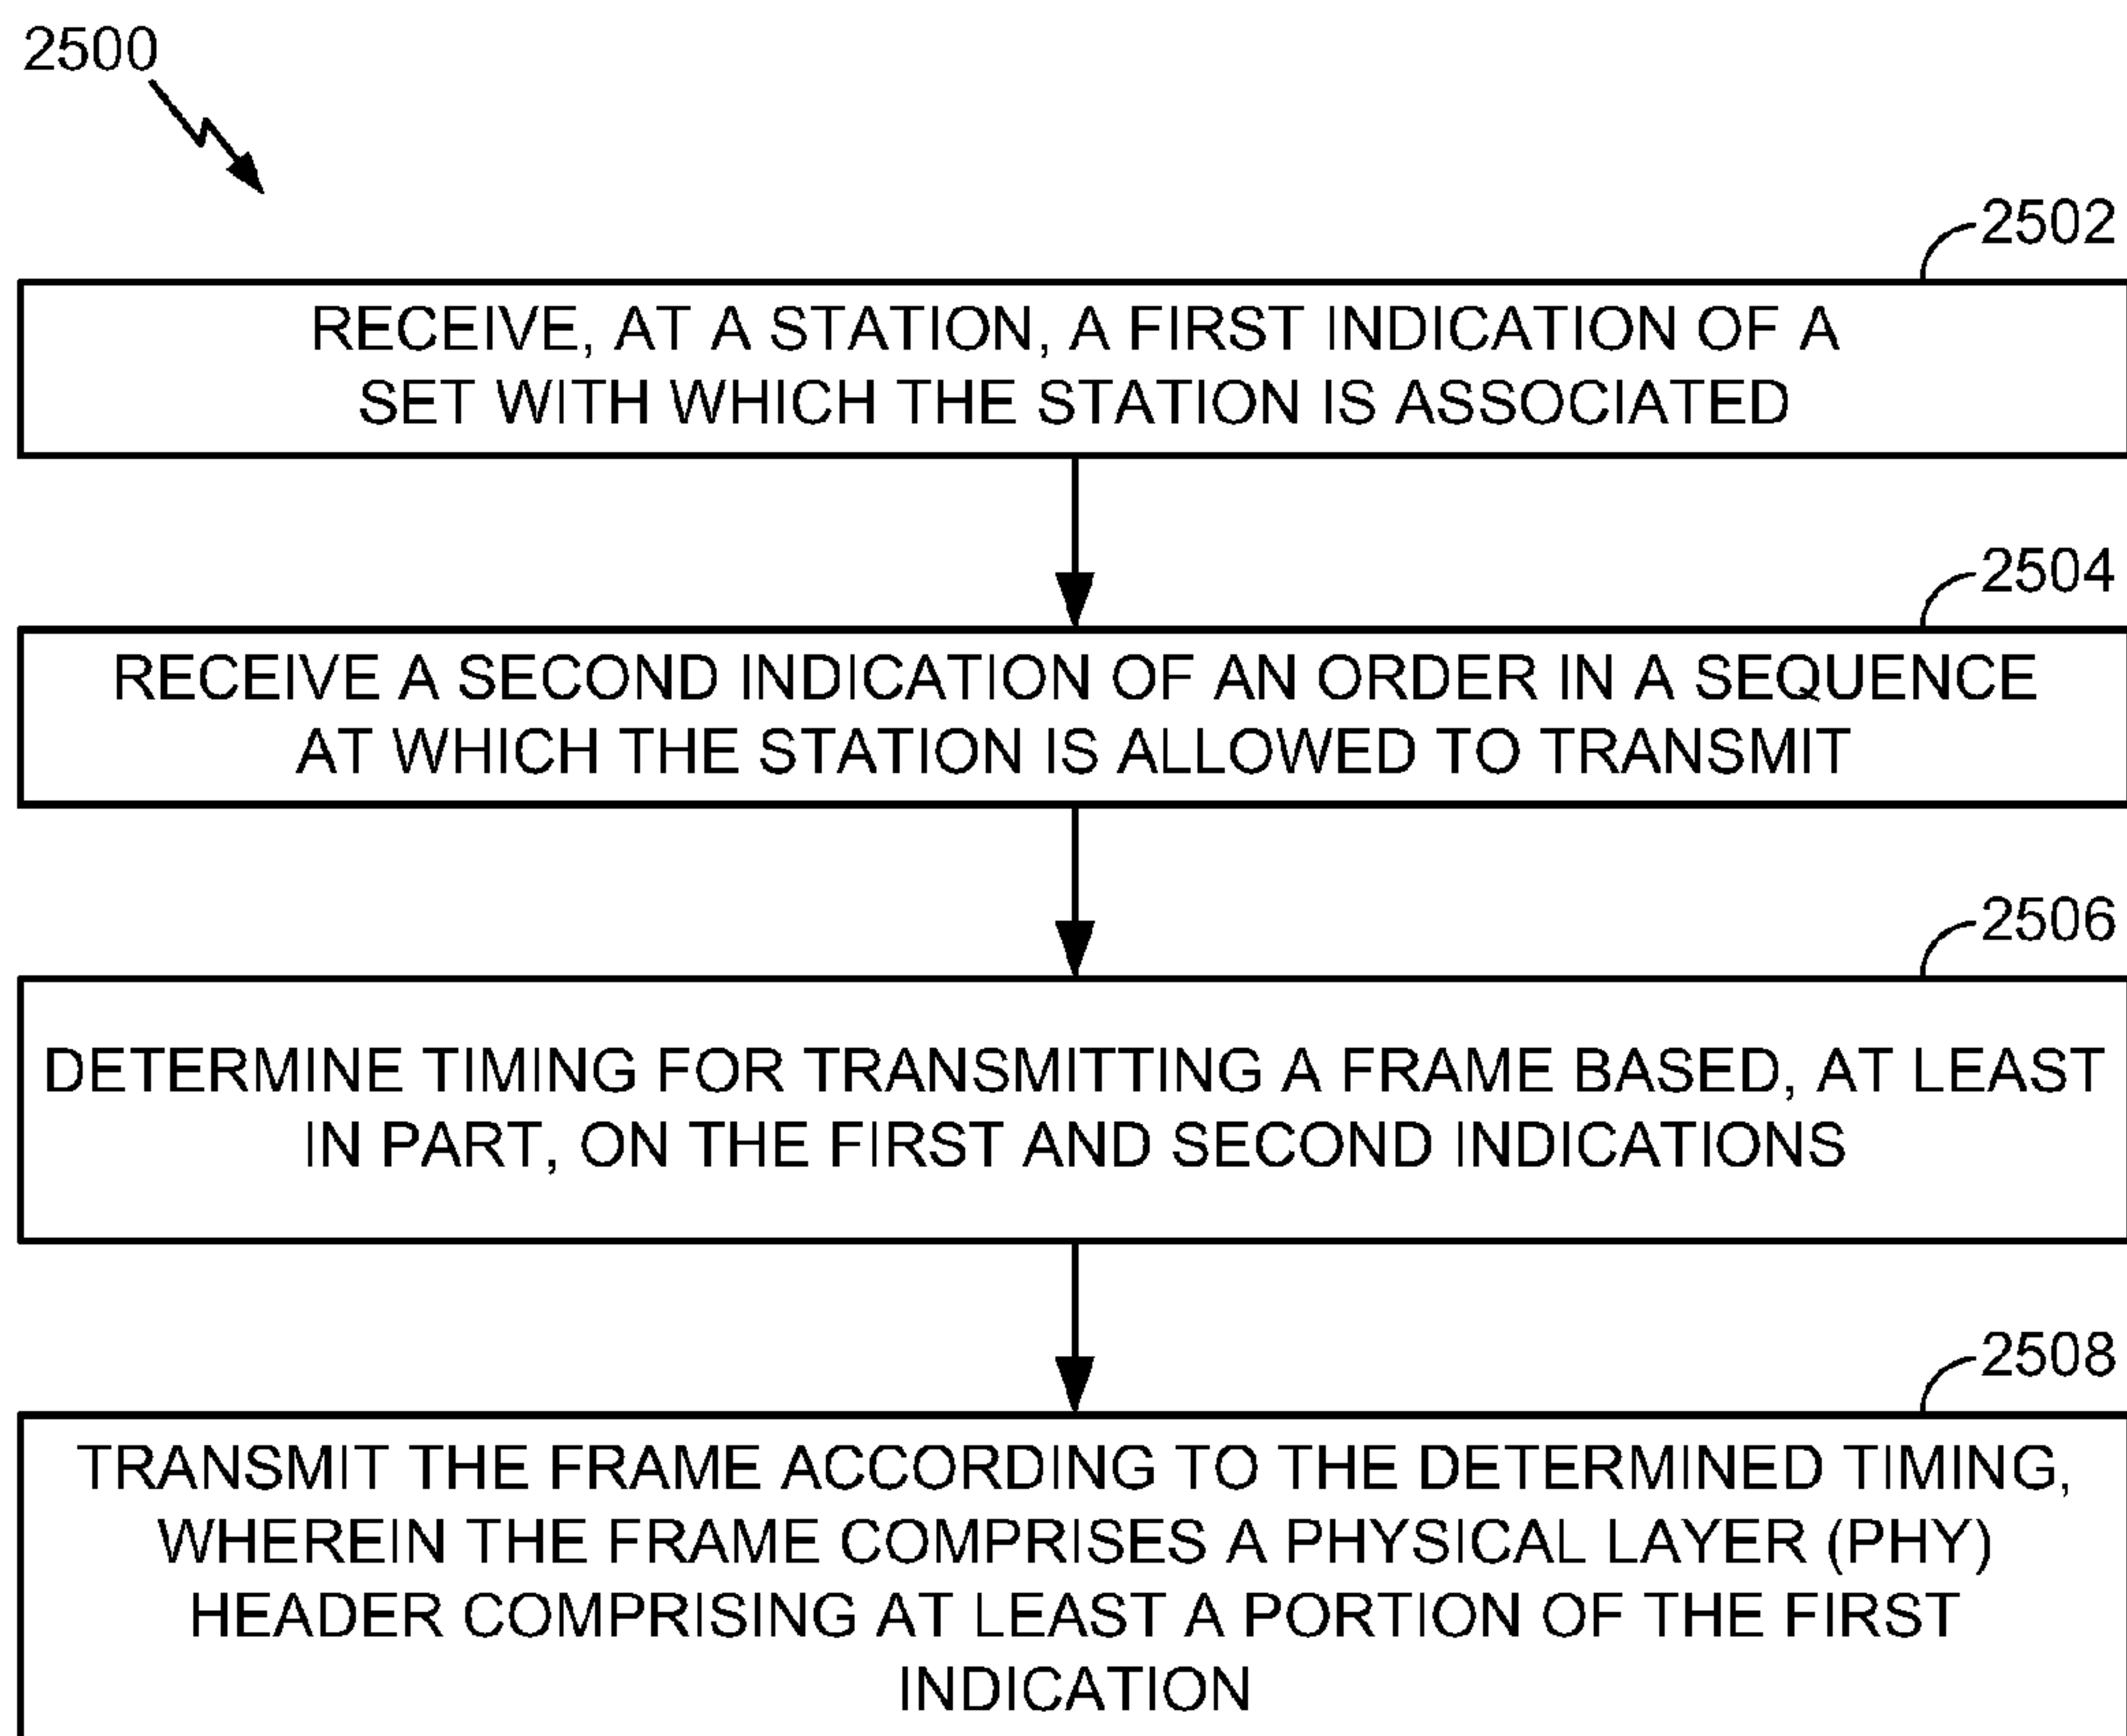 2500
2502
RECEIVE, AT A STATION, A FIRST INDICATION OF A
SET WITH WHICH THE STATION IS ASSOCIATED
2504
RECEIVE A SECOND INDICATION OF AN ORDER IN A SEQUENCE
AT WHICH THE STATION IS ALLOWED TO TRANSMIT
2506
DETERMINE TIMING FOR TRANSMITTING A FRAME BASED, AT LEAST
IN PART, ON THE FIRST AND SECOND INDICATIONS
2508
TRANSMIT THE FRAME ACCORDING TO THE DETERMINED TIMING,
WHEREIN THE FRAME COMPRISES A PHYSICAL LAYER (PHY)
HEADER COMPRISING AT LEAST A PORTION OF THE FIRST
INDICATION